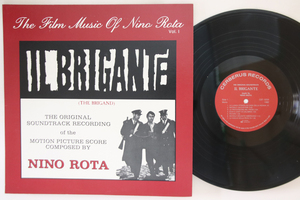 The Film Music Of Nino Rota
Vol. 1
IL BRIGANTE
(THE BRIGAND)
THE ORIGINAL
SOUNDTRACK RECORDING
of the
MOTION PICTURE SCORE
COMPOSED BY
NINO ROTA
CERBERUS RECORDS
IL BRIGANTE